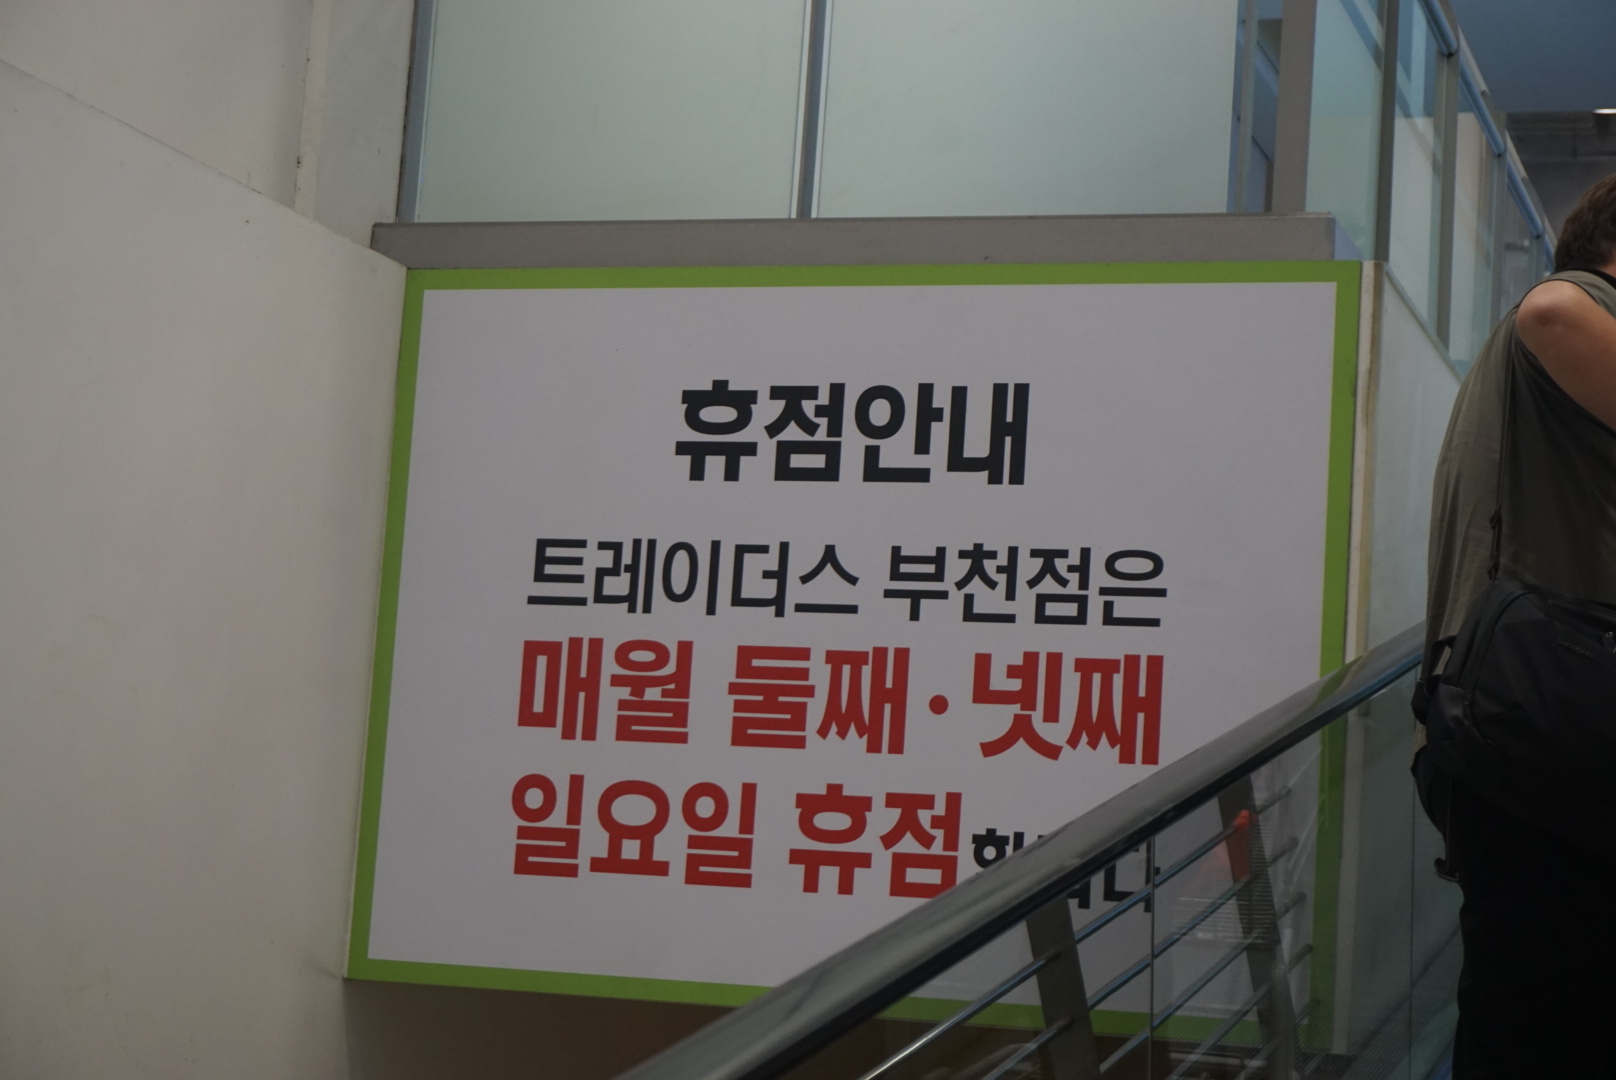 휴점안내
트레이더스 부천점은
매월 둘째·넷째
일요일 휴점